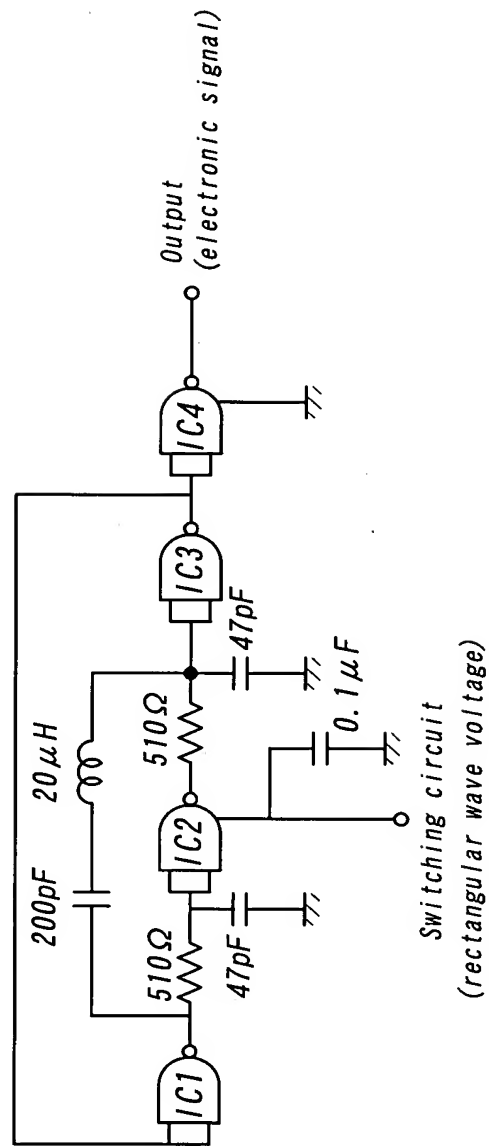 200pF
20μH
510Ω
510Ω
IC1
IC2
IC3
IC4
47pF
47pF
0.1μF
Output
(electronic signal)
Switching circuit
(rectangular wave voltage)